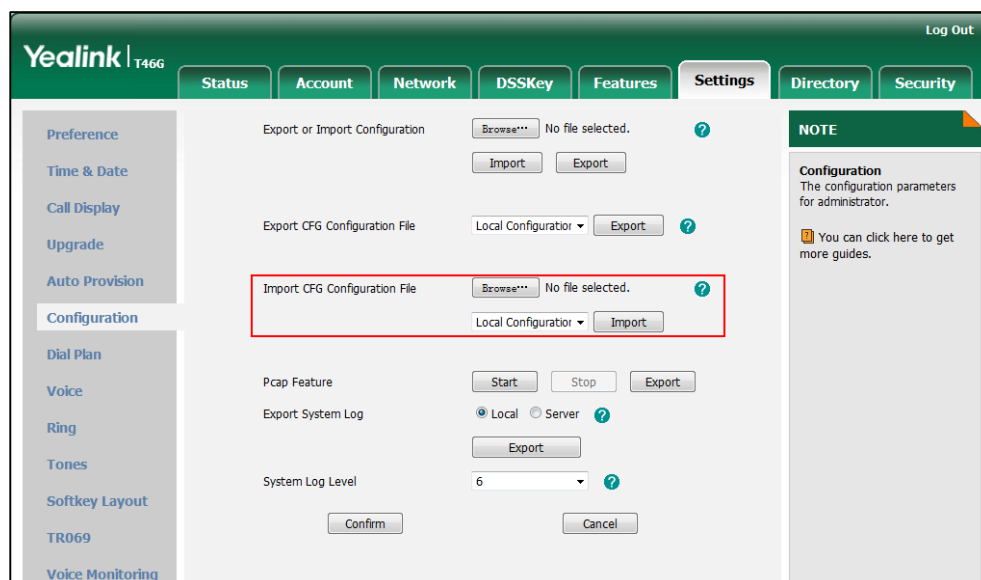 Log Out
Yealink | T46G
Status Account Network DSSKey Features Settings Directory Security
Preference
Time & Date
Call Display
Upgrade
Auto Provision
Configuration
Dial Plan
Voice
Ring
Tones
Softkey Layout
TR069
Voice Monitoring
Export or Import Configuration Browse··· No file selected. ?
Import Export
Export CFG Configuration File Local Configuration Export ?
Import CFG Configuration File Browse··· No file selected. ?
Local Configuration Import
Pcap Feature Start Stop Export
Export System Log Local Server ?
Export
System Log Level 6 ?
Confirm Cancel
NOTE
Configuration
The configuration parameters
for administrator.
? You can click here to get
more guides.